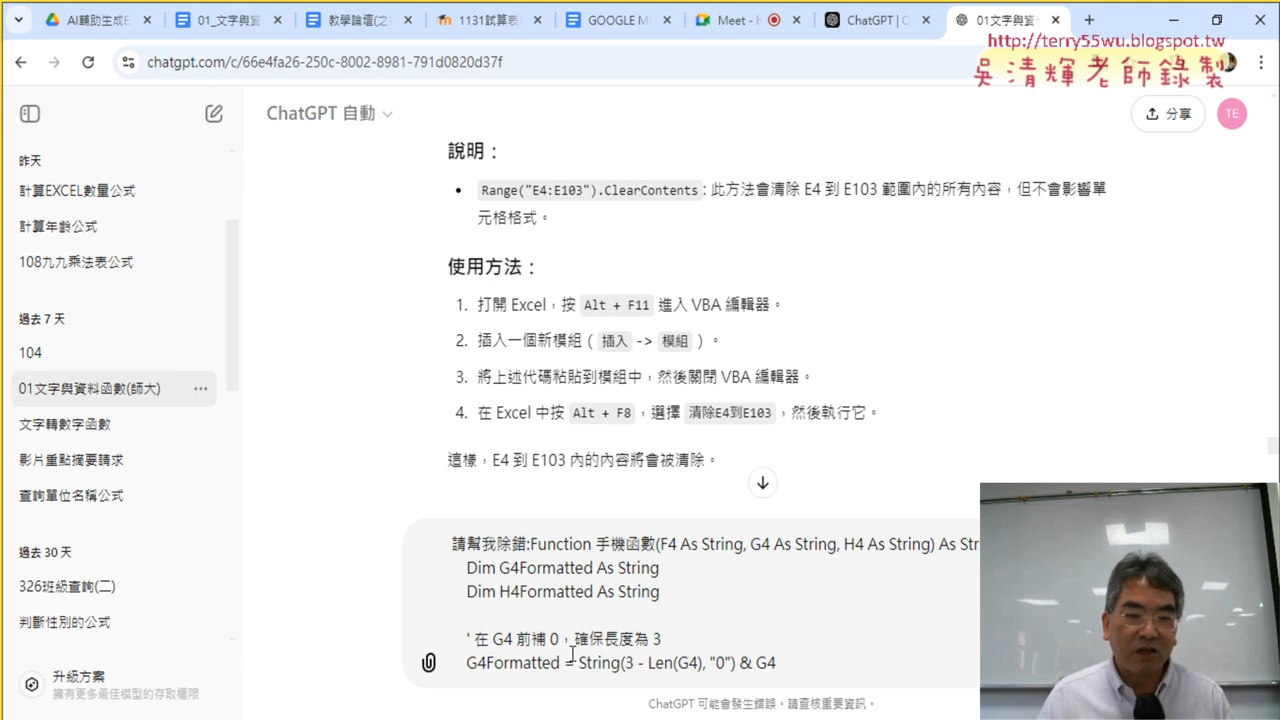 AI輔助生成E
01_文字與資
教學論壇(之
1131試算表
GOOGLE M
Meet -
ChatGPT | C
01文字與資
http://terry55wu.blogspot.tw
chatgpt.com/c/66e4fa26-250c-8002-8981-791d0820d37f
吳清輝老師錄製
ChatGPT 自動
分享
TE
昨天
計算EXCEL數量公式
計算年齡公式
108九九乘法表公式
過去 7 天
104
01文字與資料函數(師大)
文字轉數字函數
影片重點摘要請求
查詢單位名稱公式
過去 30 天
326班級查詢(二)
判斷性別的公式
升級方案
擁有更多最佳模型的存取權限
說明：
• Range("E4:E103").ClearContents: 此方法會清除 E4 到 E103 範圍內的所有內容，但不會影響單
元格格式。
使用方法：
1. 打開 Excel，按 Alt + F11 進入 VBA 編輯器。
2. 插入一個新模組（ 插入 -> 模組 ）。
3. 將上述代碼粘貼到模組中，然後關閉 VBA 編輯器。
4. 在 Excel 中按 Alt + F8，選擇 清除E4到E103，然後執行它。
這樣，E4 到 E103 內的內容將會被清除。
請幫我除錯:Function 手機函數(F4 As String, G4 As String, H4 As String) As Str
Dim G4Formatted As String
Dim H4Formatted As String
' 在 G4 前補 0，確保長度為 3
G4Formatted = String(3 - Len(G4), "0") & G4
ChatGPT 可能會發生錯誤。請查核重要資訊。